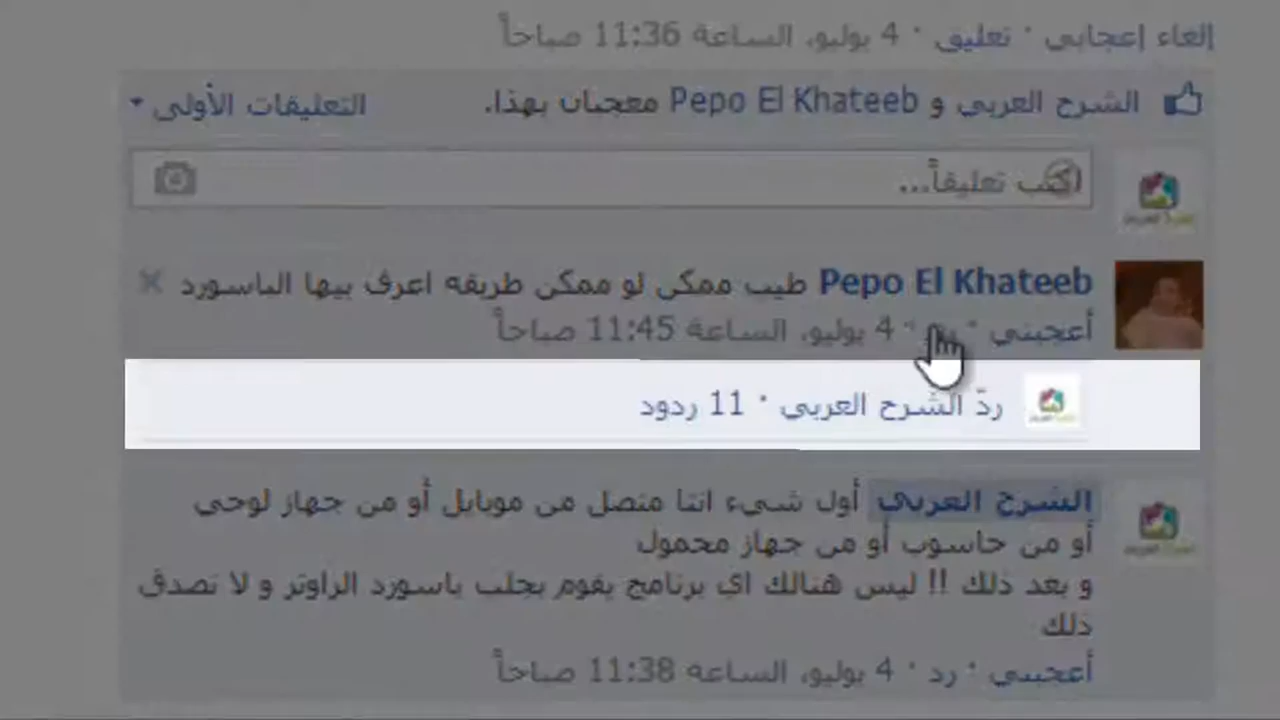 إلغاء إعجابي · تعليق · 4 يوليو، الساعة 11:36 صباحاً
الشرح العربي و Pepo El Khateeb معجبان بهذا.
التعليقات الأولى
اكتب تعليقاً...
Pepo El Khateeb طيب ممكى لو ممكن طريقه اعرف بيها الباسورد
أعجبني · رد · 4 يوليو، الساعة 11:45 صباحاً
ردّ الشرح العربي · 11 ردود
الشرح العربي أول شيء انتا متصل من موبايل أو من جهاز لوحي
أو من حاسوب أو من جهاز محمول
و بعد ذلك !! ليس هنالك اي برنامج يقوم بجلب باسورد الراوتر و لا تصدق
ذلك
أعجبني · رد · 4 يوليو، الساعة 11:38 صباحاً